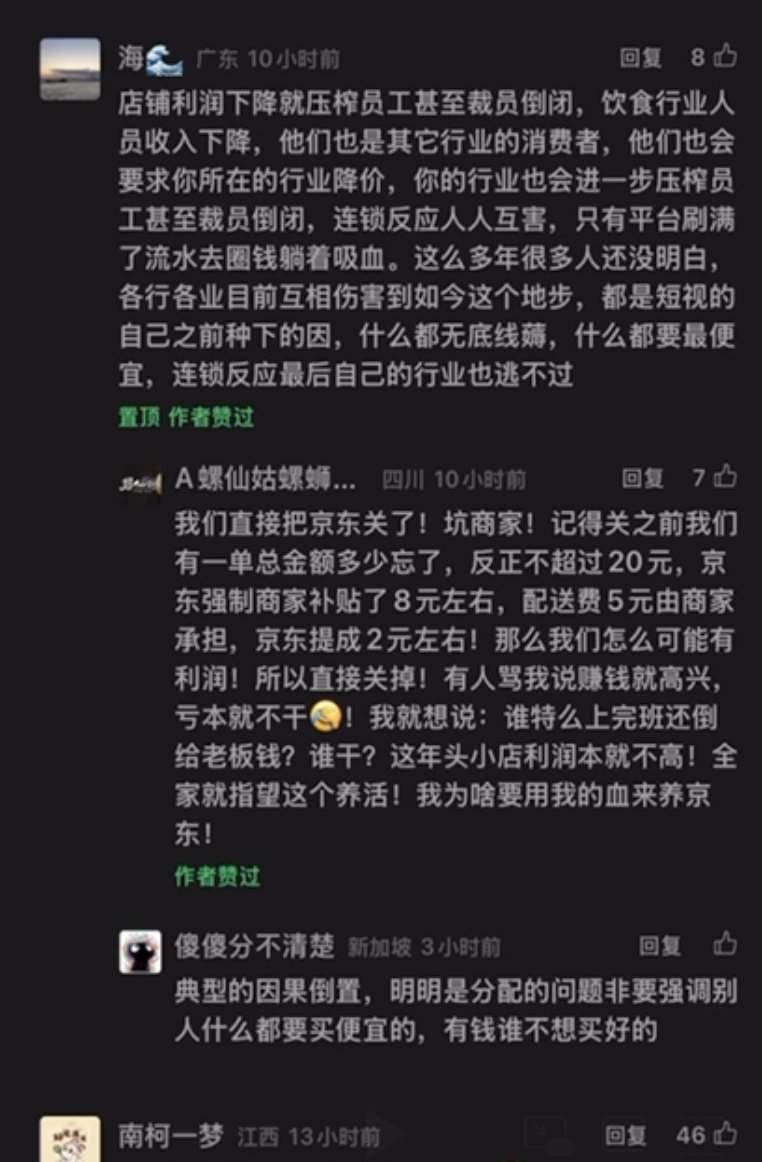 海🌊 广东 10小时前 回复 8
店铺利润下降就压榨员工甚至裁员倒闭，饮食行业人
员收入下降，他们也是其它行业的消费者，他们也会
要求你所在的行业降价，你的行业也会进一步压榨员
工甚至裁员倒闭，连锁反应人人互害，只有平台刷满
了流水去圈钱躺着吸血。这么多年很多人还没明白，
各行各业目前互相伤害到如今这个地步，都是短视的
自己之前种下的因，什么都无底线薅，什么都要最便
宜，连锁反应最后自己的行业也逃不过
置顶 作者赞过
A螺仙姑螺蛳... 四川 10小时前 回复 7
我们直接把京东关了！坑商家！记得关之前我们
有一单总金额多少忘了，反正不超过20元，京
东强制商家补贴了8元左右，配送费5元由商家
承担，京东提成2元左右！那么我们怎么可能有
利润！所以直接关掉！有人骂我说赚钱就高兴，
亏本就不干🤣！我就想说：谁特么上完班还倒
给老板钱？谁干？这年头小店利润本就不高！全
家就指望这个养活！我为啥要用我的血来养京
东！
作者赞过
傻傻分不清楚 新加坡 3小时前 回复
典型的因果倒置，明明是分配的问题非要强调别
人什么都要买便宜的，有钱谁不想买好的
南柯一梦 江西 13小时前 回复 46